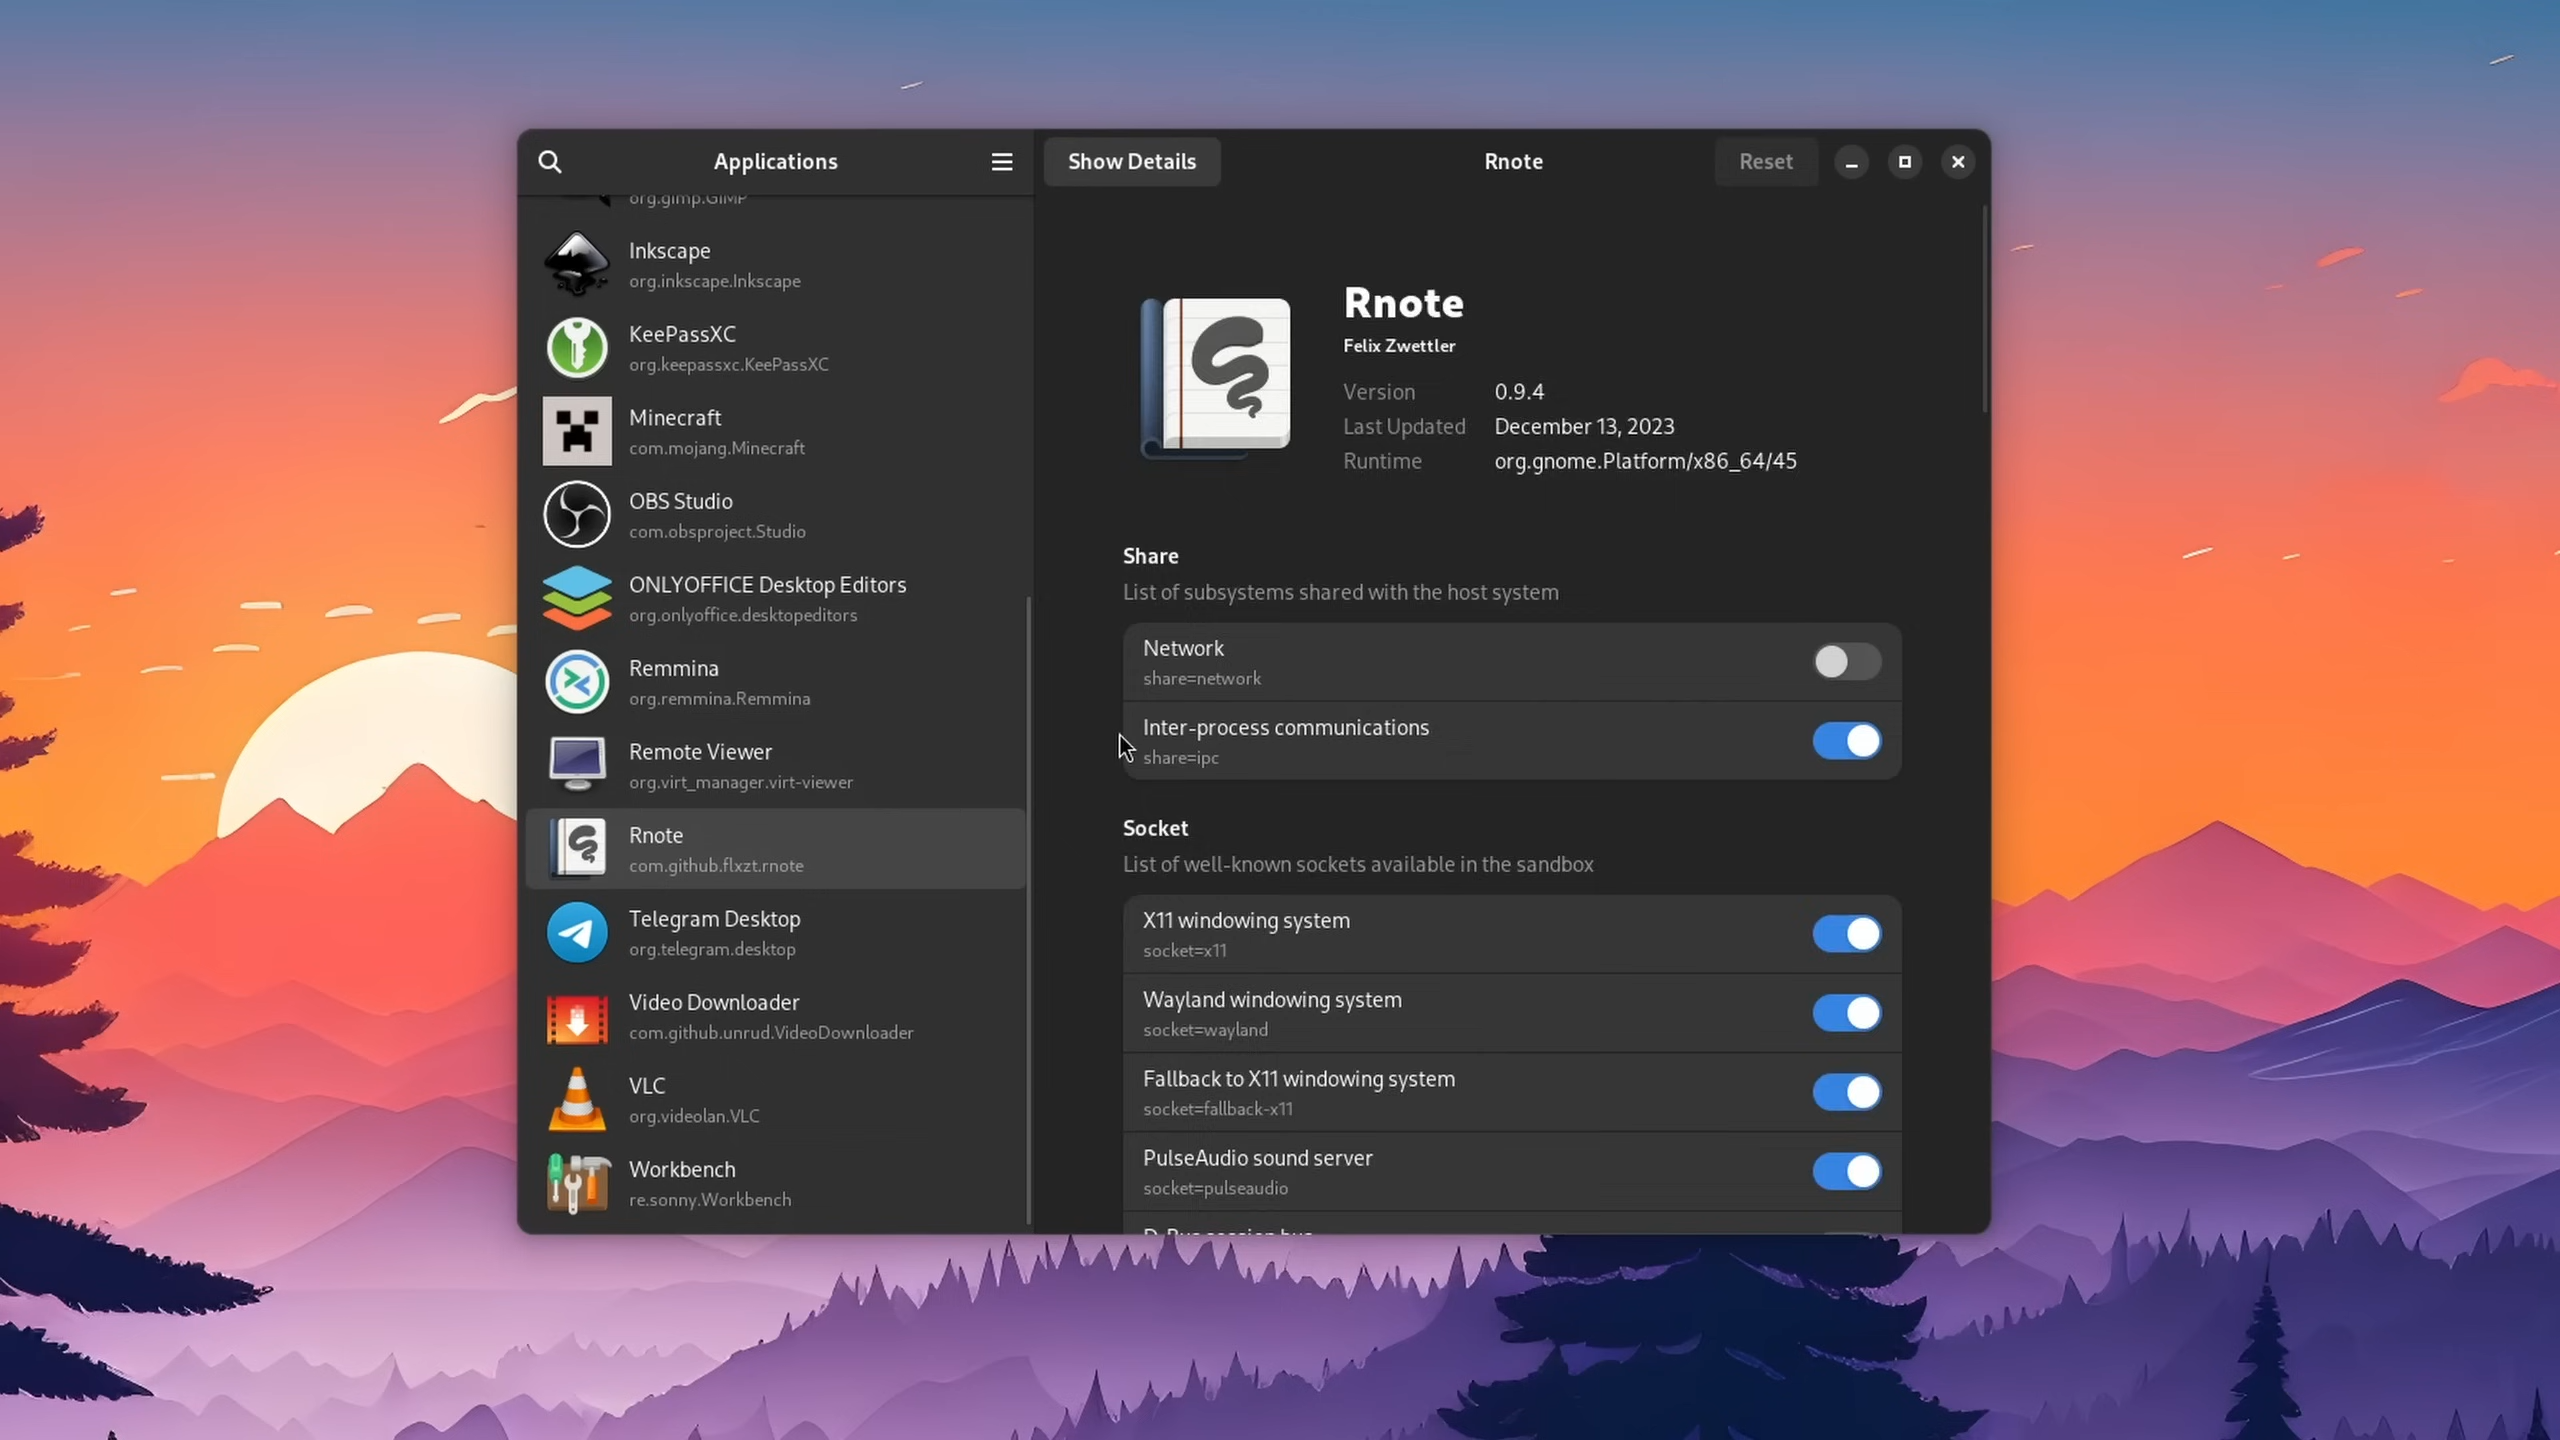 Applications
Show Details
Rnote
Reset
org.gimp.GIMP
Inkscape
org.inkscape.Inkscape
KeePassXC
org.keepassxc.KeePassXC
Minecraft
com.mojang.Minecraft
OBS Studio
com.obsproject.Studio
ONLYOFFICE Desktop Editors
org.onlyoffice.desktopeditors
Remmina
org.remmina.Remmina
Remote Viewer
org.virt_manager.virt-viewer
Rnote
com.github.flxzt.rnote
Telegram Desktop
org.telegram.desktop
Video Downloader
com.github.unrud.VideoDownloader
VLC
org.videolan.VLC
Workbench
re.sonny.Workbench
Rnote
Felix Zwettler
Version 0.9.4
Last Updated December 13, 2023
Runtime org.gnome.Platform/x86_64/45
Share
List of subsystems shared with the host system
Network
share=network
Inter-process communications
share=ipc
Socket
List of well-known sockets available in the sandbox
X11 windowing system
socket=x11
Wayland windowing system
socket=wayland
Fallback to X11 windowing system
socket=fallback-x11
PulseAudio sound server
socket=pulseaudio
D-Bus session bus